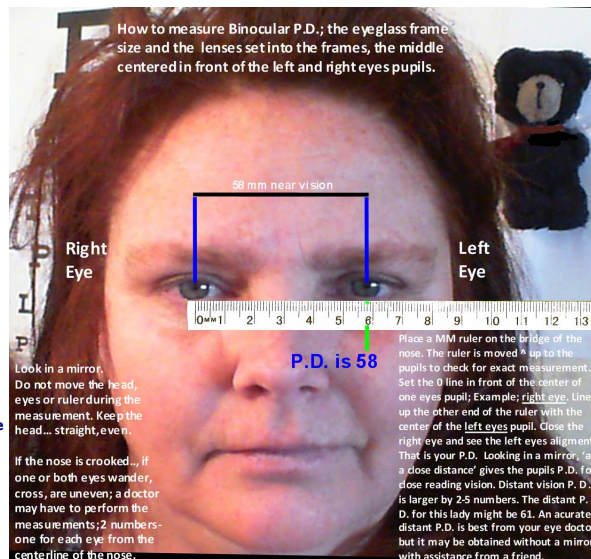 How to measure Binocular P.D.; the eyeglass frame
size and the lenses set into the frames, the middle
centered in front of the left and right eyes pupils.
58 mm near vision
Right
Eye
Left
Eye
0MM1 2 3 4 5 6 7 8 9 10 11 12 13
P.D. is 58
Look in a mirror.
Do not move the head,
eyes or ruler during the
measurement. Keep the
head... straight, even.
If the nose is crooked.., if
one or both eyes wander,
cross, are uneven; a doctor
may have to perform the
measurements; 2 numbers-
one for each eye from the
centerline of the nose.
Place a MM ruler on the bridge of the
nose. The ruler is moved ^ up to the
pupils to check for exact measurement.
Set the 0 line in front of the center of
one eyes pupil; Example; right eye. Line
up the other end of the ruler with the
center of the left eyes pupil. Close the
right eye and see the left eyes aligment.
That is your P.D. Looking in a mirror, 'a
a close distance' gives the pupils P.D. fo
close reading vision. Distant vision P. D.
is larger by 2-5 numbers. The distant P.
D. for this lady might be 61. An acurate
distant P.D. is best from your eye docto
but it may be obtained without a mirror
with assistance from a friend.